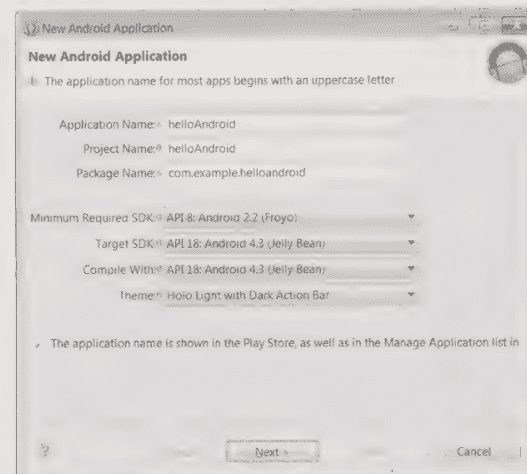 New Android Application
New Android Application
The application name for most apps begins with an uppercase letter
Application Name: helloAndroid
Project Name: helloAndroid
Package Name: com.example.helloandroid
Minimum Required SDK: API 8: Android 2.2 (Froyo)
Target SDK: API 18: Android 4.3 (Jelly Bean)
Compile With: API 18: Android 4.3 (Jelly Bean)
Theme: Holo Light with Dark Action Bar
The application name is shown in the Play Store, as well as in the Manage Application list in
?
Next >
Cancel